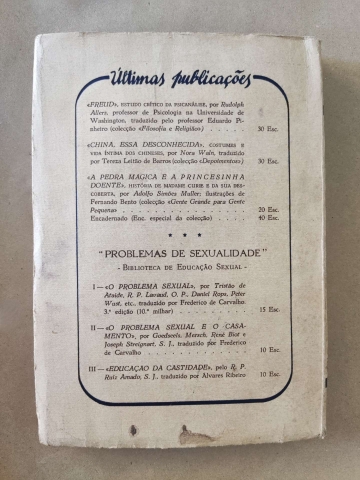 Últimas publicações
«FREUD», ESTUDO CRÍTICO DA PSICANÁLISE, por Rudolph
Allers, professor de Psicologia na Universidade de
Washington, traduzido pelo professor Eduardo Pi-
nheiro (colecção «Filosofia e Religião») . . . . . 30 Esc.
«CHINA, ESSA DESCONHECIDA», COSTUMES E
VIDA ÍNTIMA DOS CHINESES, por Nora Waln, traduzido
por Tereza Leitão de Barros (colecção «Depoimentos») 30 Esc.
«A PEDRA MÁGICA E A PRINCESINHA
DOENTE», HISTÓRIA DE MADAME CURIE E DA SUA DES-
COBERTA, por Adolfo Simões Muller; ilustrações de
Fernando Bento (colecção «Gente Grande para Gente
Pequena») . . . . . . . . . . . 20 Esc.
Encadernado (Enc. especial da colecção) . . . . 40 Esc.
* * *
"PROBLEMAS DE SEXUALIDADE"
- BIBLIOTECA DE EDUCAÇÃO SEXUAL -
I — «O PROBLEMA SEXUAL», por Tristão de
Ataíde, R. P. Lavaud, O. P., Daniel Rops, Peter
Wust, etc., traduzido por Frederico de Carvalho
3.ª edição (10.º milhar) . . . . . . . 15 Esc.
II — «O PROBLEMA SEXUAL E O CASA-
MENTO», por Goedseels, Mersch, René Biot e
Joseph Streignart, S. J., traduzido por Frederico
de Carvalho . . . . . . . . . . 10 Esc.
III — «EDUCAÇÃO DA CASTIDADE», pelo R. P.
Ruiz Amado, S. J., traduzido por Álvares Ribeiro 10 Esc.